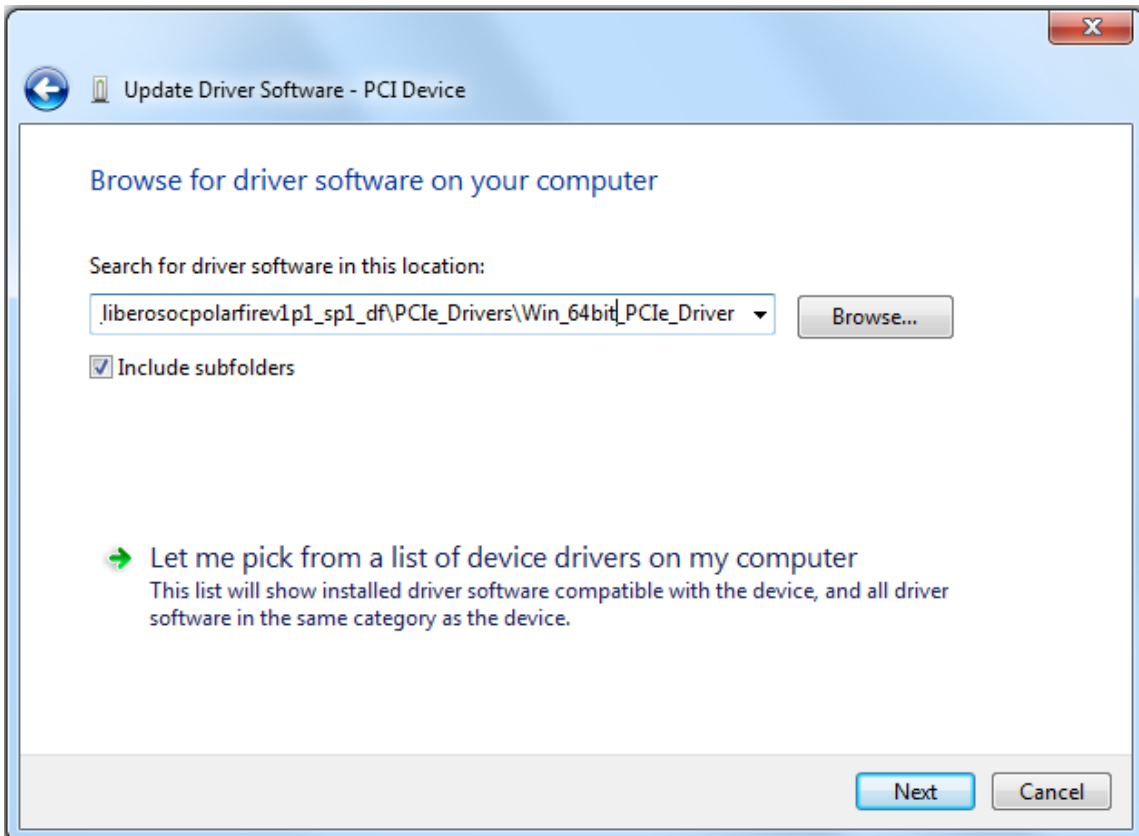 x
Update Driver Software - PCI Device
Browse for driver software on your computer
Search for driver software in this location:
liberosocpolarfirev1p1_sp1_df\PCIe_Drivers\Win_64bit_PCIe_Driver
Browse...
Include subfolders
Let me pick from a list of device drivers on my computer
This list will show installed driver software compatible with the device, and all driver
software in the same category as the device.
Next Cancel